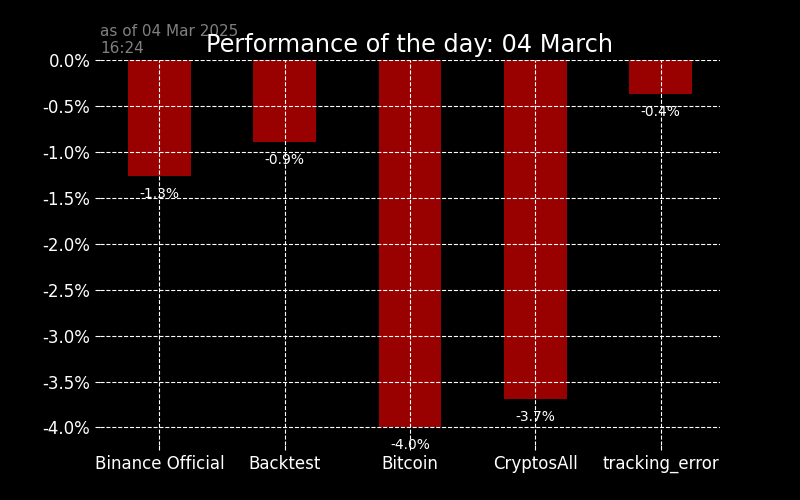 as of 04 Mar 2025
16:24
Performance of the day: 04 March
0.0%
-0.5%
-1.0%
-1.5%
-2.0%
-2.5%
-3.0%
-3.5%
-4.0%
-1.3%
-0.9%
-4.0%
-3.7%
-0.4%
Binance Official
Backtest
Bitcoin
CryptosAll
tracking_error